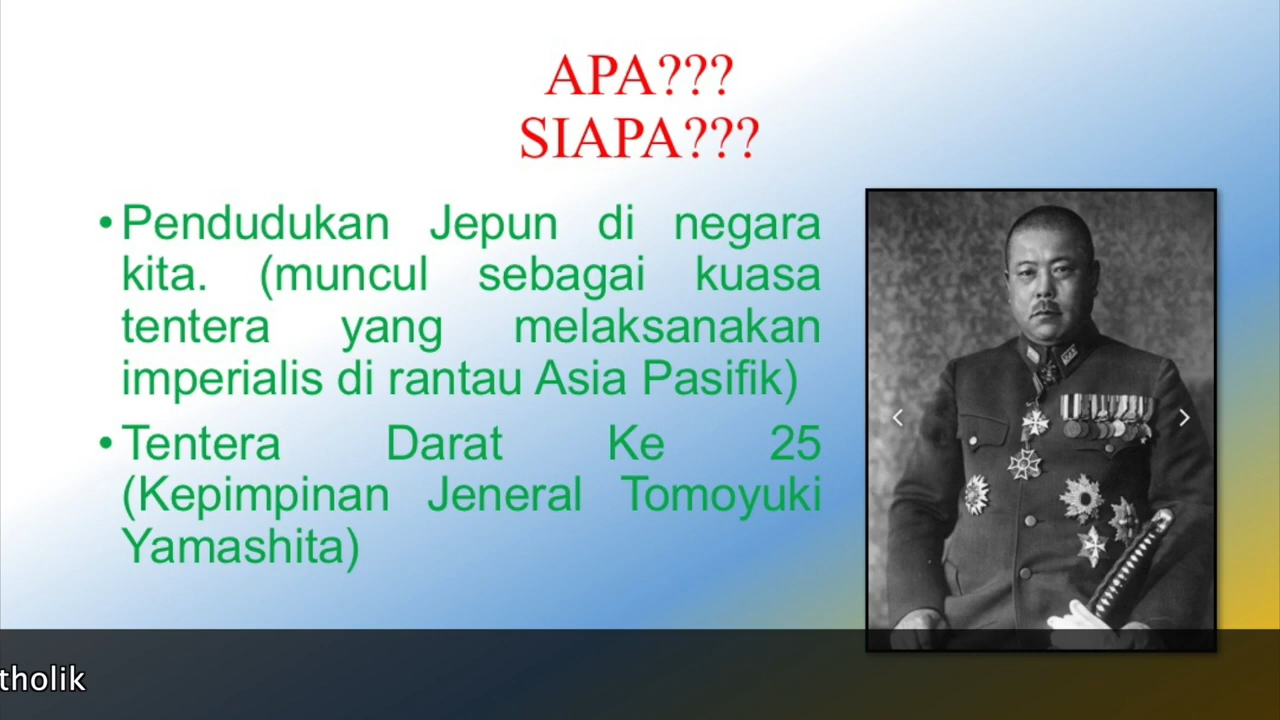 APA???
SIAPA???
• Pendudukan Jepun di negara
kita. (muncul sebagai kuasa
tentera yang melaksanakan
imperialis di rantau Asia Pasifik)
• Tentera Darat Ke 25
(Kepimpinan Jeneral Tomoyuki
Yamashita)
tholik